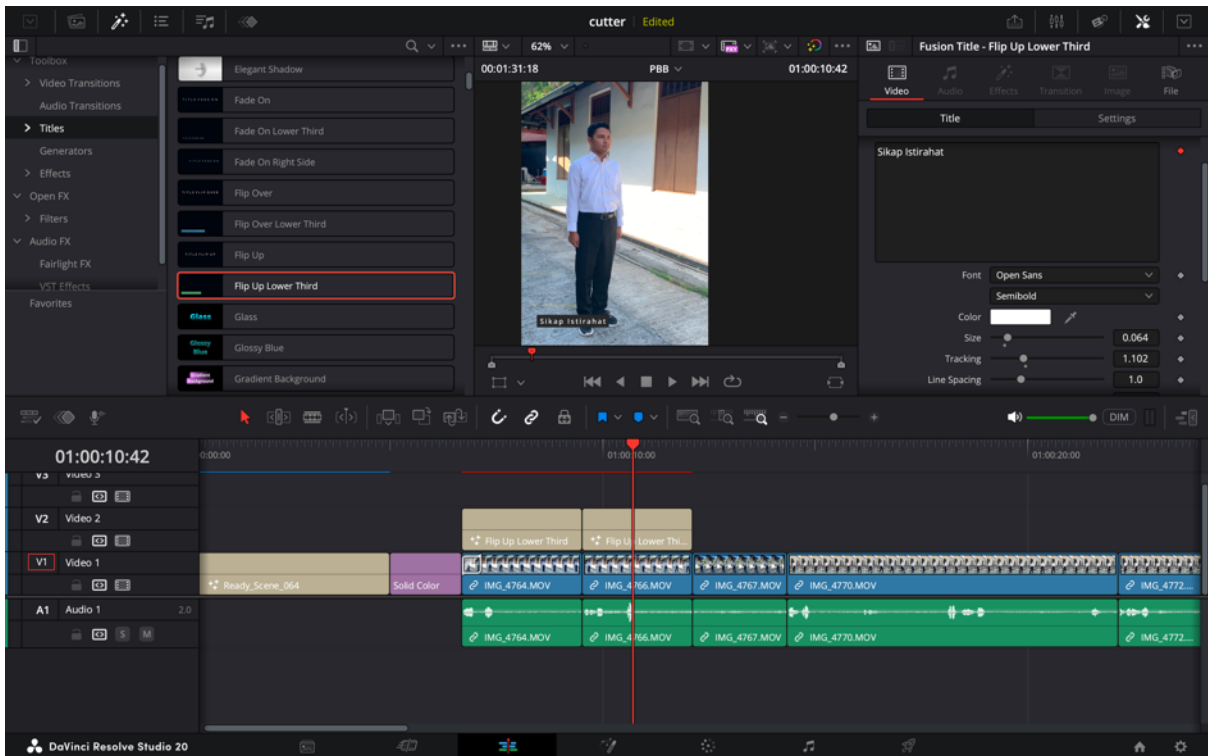 cutter Edited
62%
Toolbox
Video Transitions
Audio Transitions
Titles
Generators
Effects
Open FX
Filters
Audio FX
Fairlight FX
VST Effects
Favorites
Elegant Shadow
Fade On
Fade On Lower Third
Fade On Right Side
Flip Over
Flip Over Lower Third
Flip Up
Flip Up Lower Third
Glass
Glass
Glossy Blue
Glossy Blue
Gradient Background
00:01:31:18 PBB 01:00:10:42
Sikap Istirahat
Fusion Title - Flip Up Lower Third
Video Audio Effects Transition Image File
Title Settings
Sikap Istirahat
Font Open Sans
Semibold
Color
Size 0.064
Tracking 1.102
Line Spacing 1.0
DIM
01:00:10:42
0:00:00 01:00:10:00 01:00:20:00
V3 Video 3
V2 Video 2
Flip Up Lower Third Flip Up Lower Thi...
V1 Video 1
Ready_Scene_064 Solid Color IMG_4764.MOV IMG_4766.MOV IMG_4767.MOV IMG_4770.MOV IMG_4772....
A1 Audio 1 2.0
S M
IMG_4764.MOV IMG_4766.MOV IMG_4767.MOV IMG_4770.MOV IMG_4772....
DaVinci Resolve Studio 20